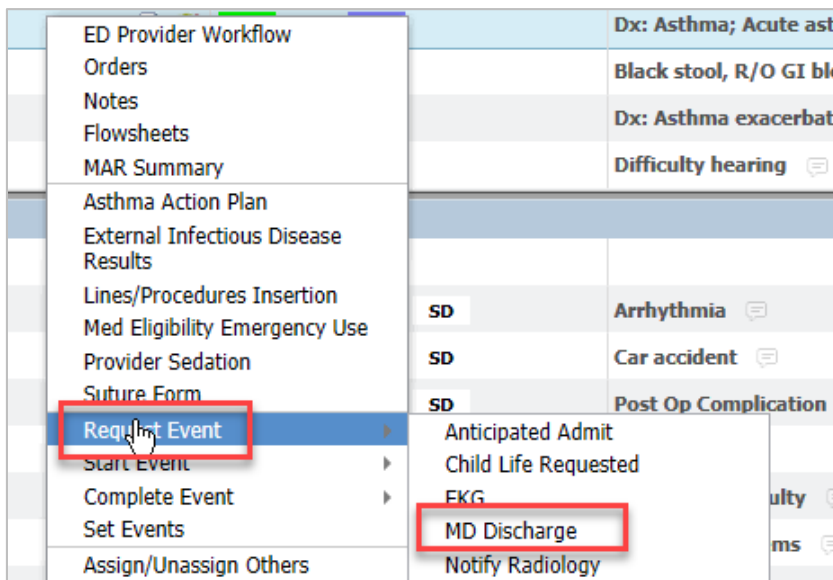 ED Provider Workflow
Orders
Notes
Flowsheets
MAR Summary
Asthma Action Plan
External Infectious Disease
Results
Lines/Procedures Insertion
Med Eligibility Emergency Use
Provider Sedation
Suture Form
Request Event
Start Event
Complete Event
Set Events
Assign/Unassign Others
Anticipated Admit
Child Life Requested
EKG
MD Discharge
Notify Radiology
Dx: Asthma; Acute ast
Black stool, R/O GI ble
Dx: Asthma exacerbat
Difficulty hearing
SD Arrhythmia
SD Car accident
SD Post Op Complication
ulty
ms